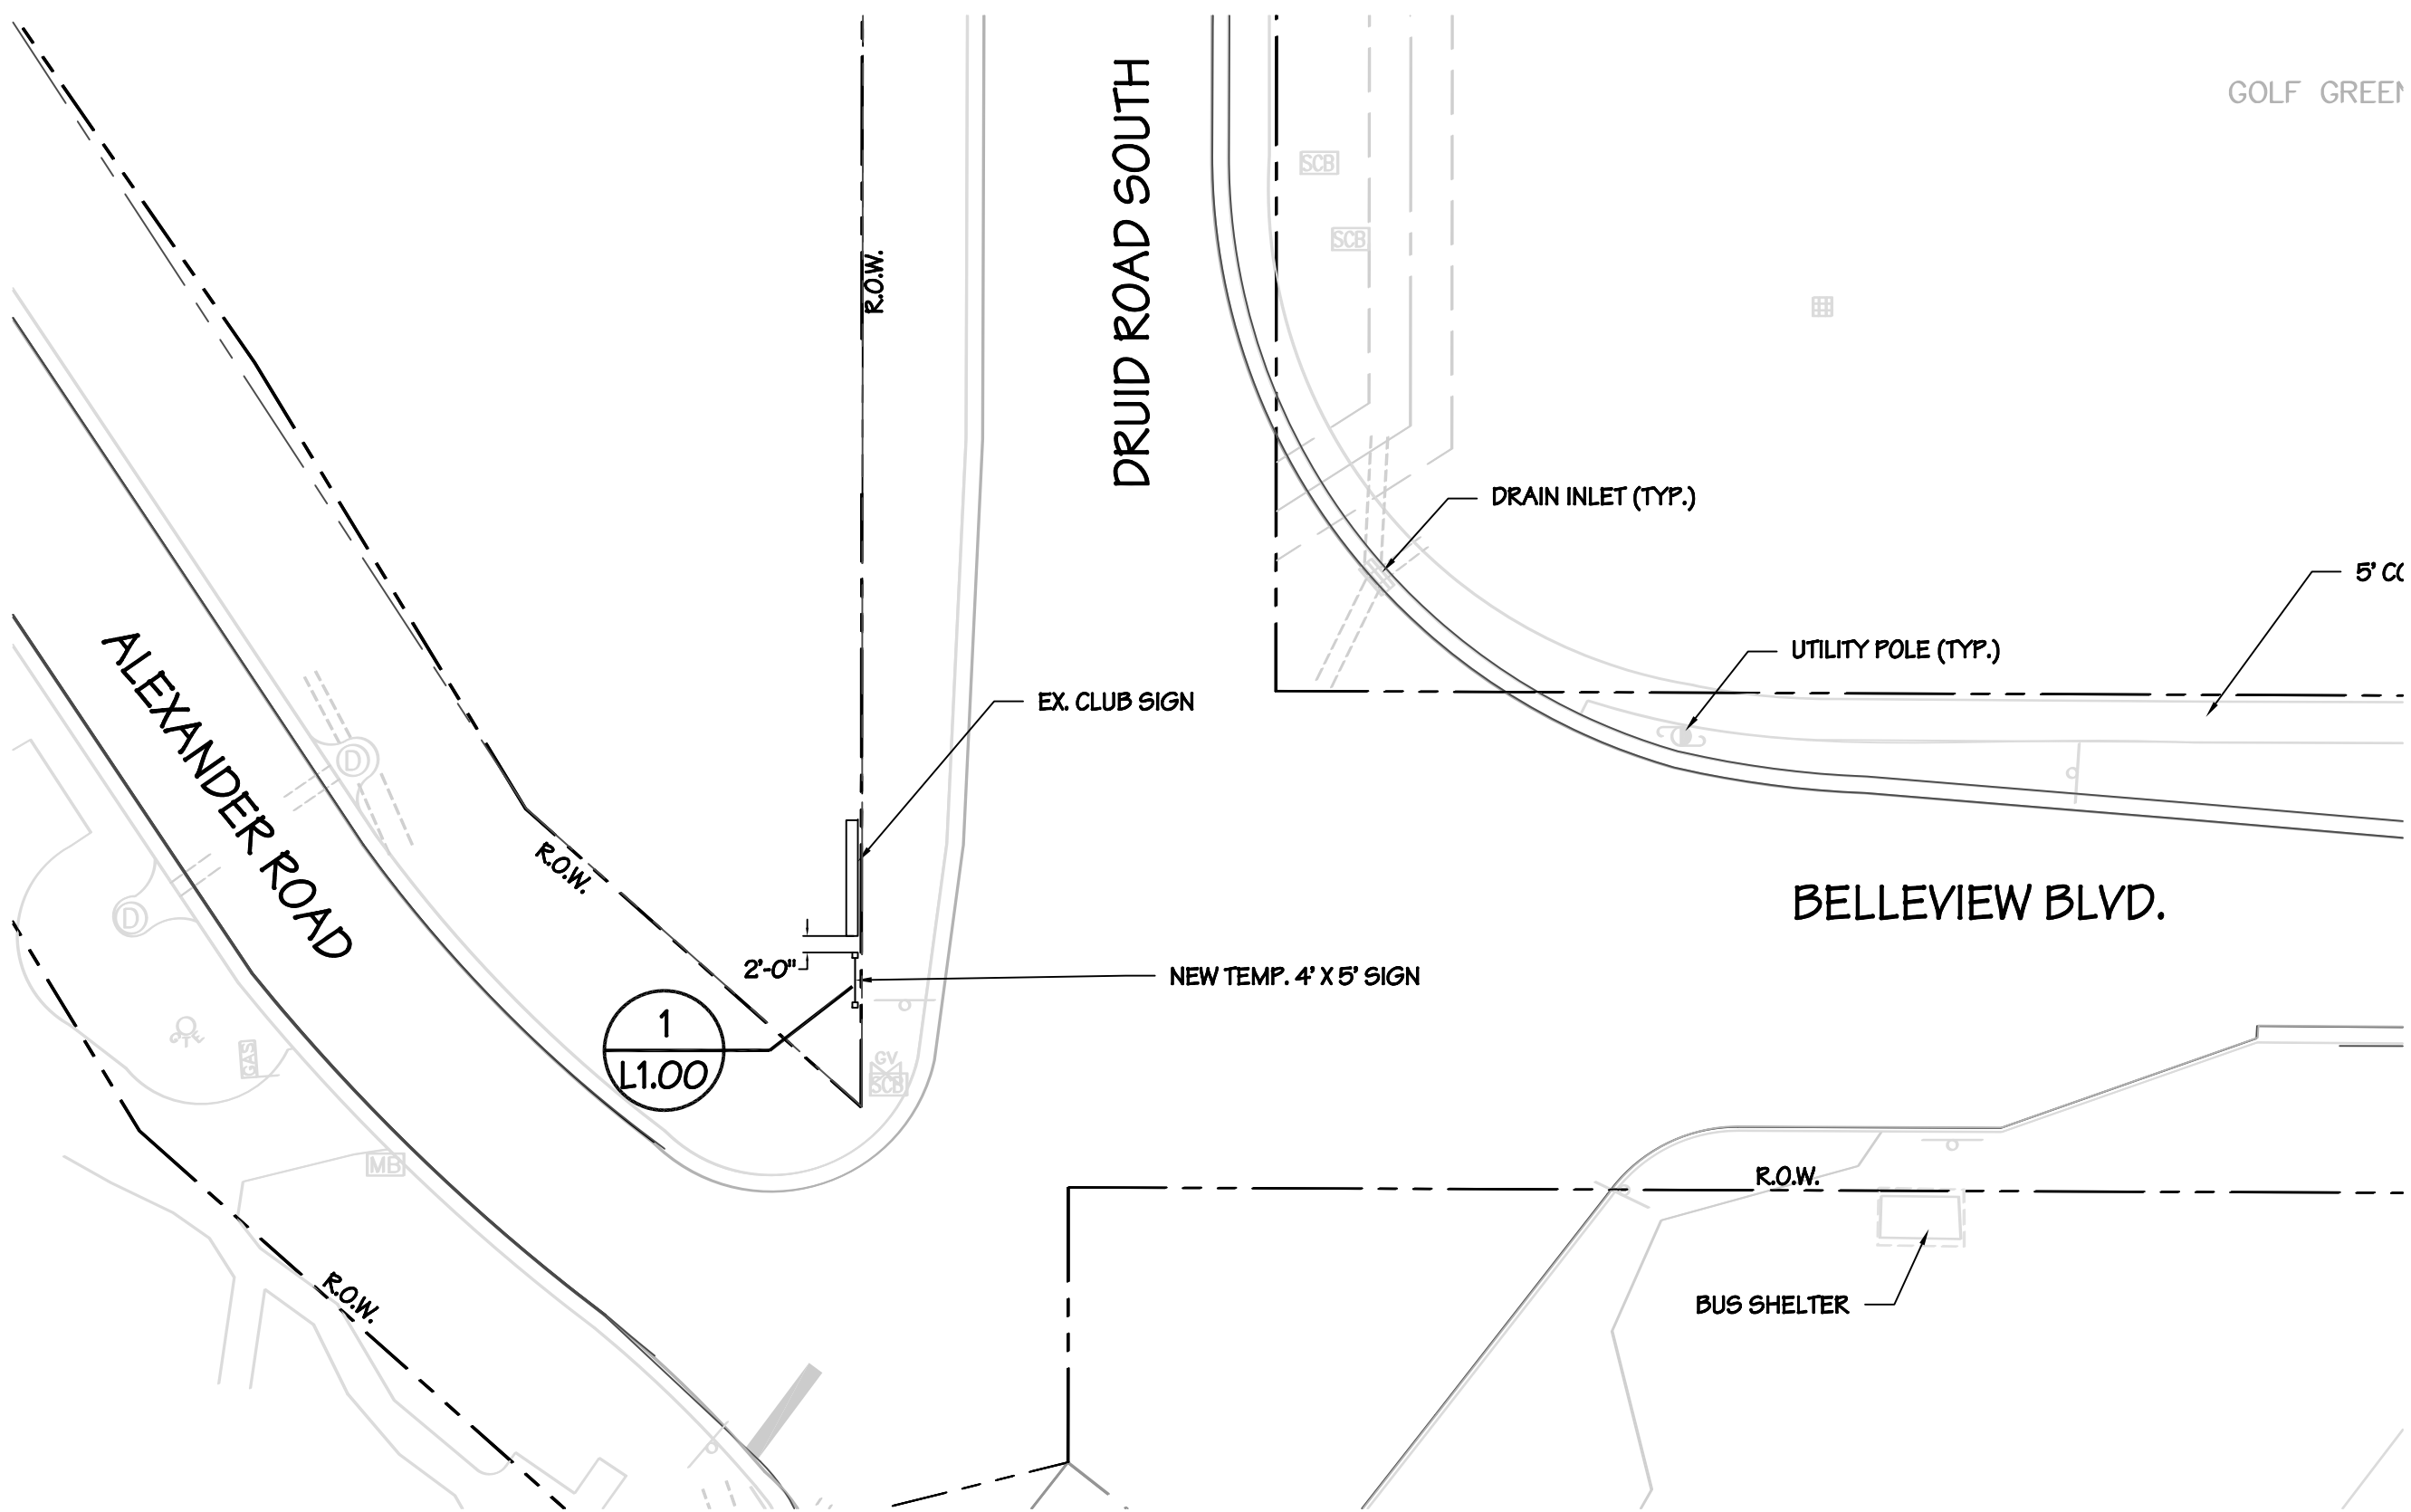 GOLF GREEN
SCB
SCB
DRUID ROAD SOUTH
R.O.W.
DRAIN INLET (TYP.)
5' CO
UTILITY POLE (TYP.)
ALEXANDER ROAD
EX. CLUB SIGN
D
D
R.O.W.
BELLEVIEW BLVD.
2'-0"
NEW TEMP. 4' X 5' SIGN
1
L1.00
GAS
GV
SCB
MB
R.O.W.
R.O.W.
BUS SHELTER